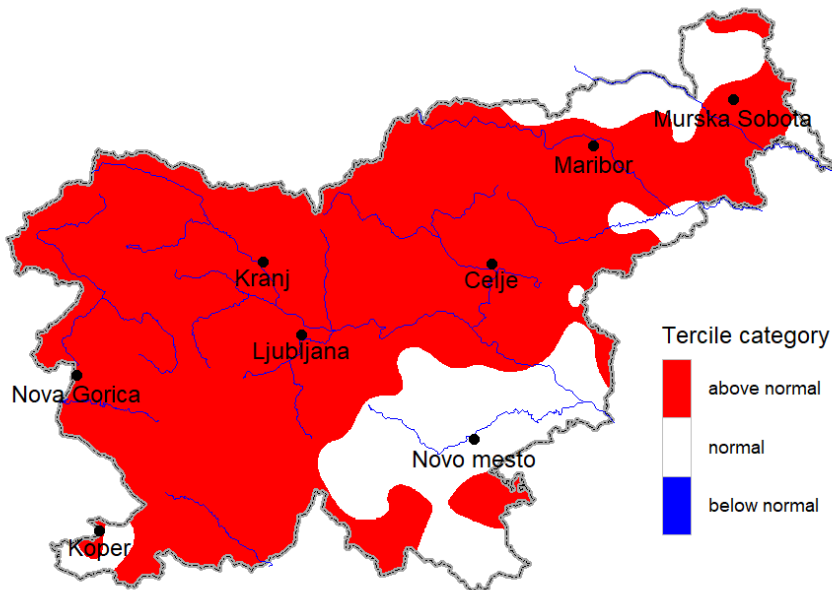 Murska Sobota
Maribor
Kranj
Celje
Ljubljana
Nova Gorica
Novo mesto
Koper
Tercile category
above normal
normal
below normal